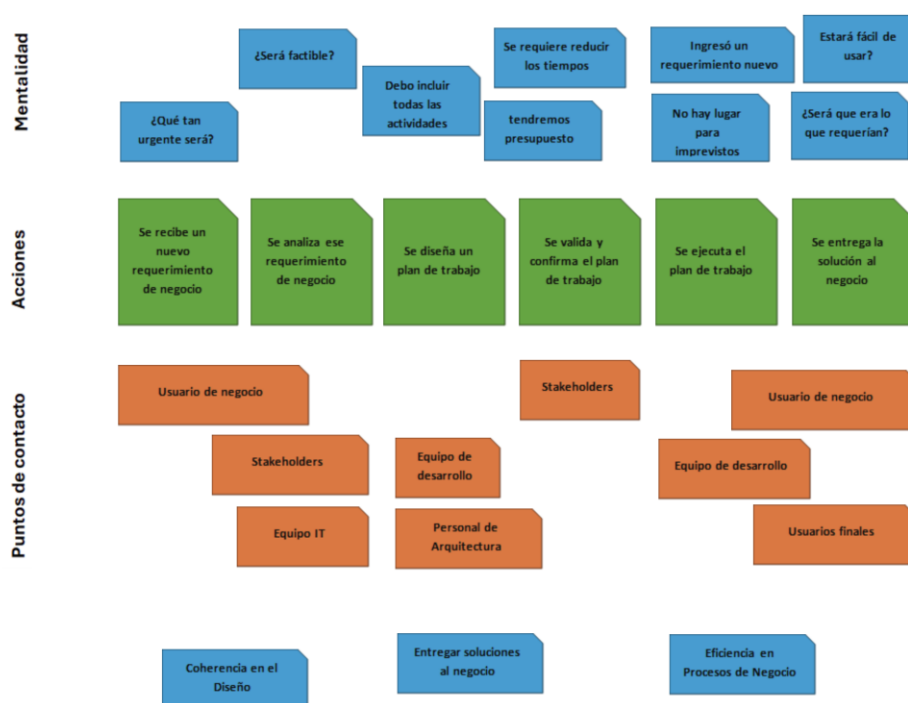 Mentalidad
¿Qué tan
urgente será?
¿Será factible?
Debo incluir
todas las
actividades
Se requiere reducir
los tiempos
tendremos
presupuesto
Ingresó un
requerimiento nuevo
No hay lugar
para
imprevistos
Estará fácil de
usar?
¿Será que era lo
que requerían?
Acciones
Se recibe un
nuevo
requerimiento
de negocio
Se analiza ese
requerimiento
de negocio
Se diseña un
plan de trabajo
Se valida y
confirma el plan
de trabajo
Se ejecuta el
plan de trabajo
Se entrega la
solución al
negocio
Puntos de contacto
Usuario de negocio
Stakeholders
Equipo IT
Equipo de
desarrollo
Personal de
Arquitectura
Stakeholders
Usuario de negocio
Equipo de desarrollo
Usuarios finales
Coherencia en el
Diseño
Entregar soluciones
al negocio
Eficiencia en
Procesos de Negocio